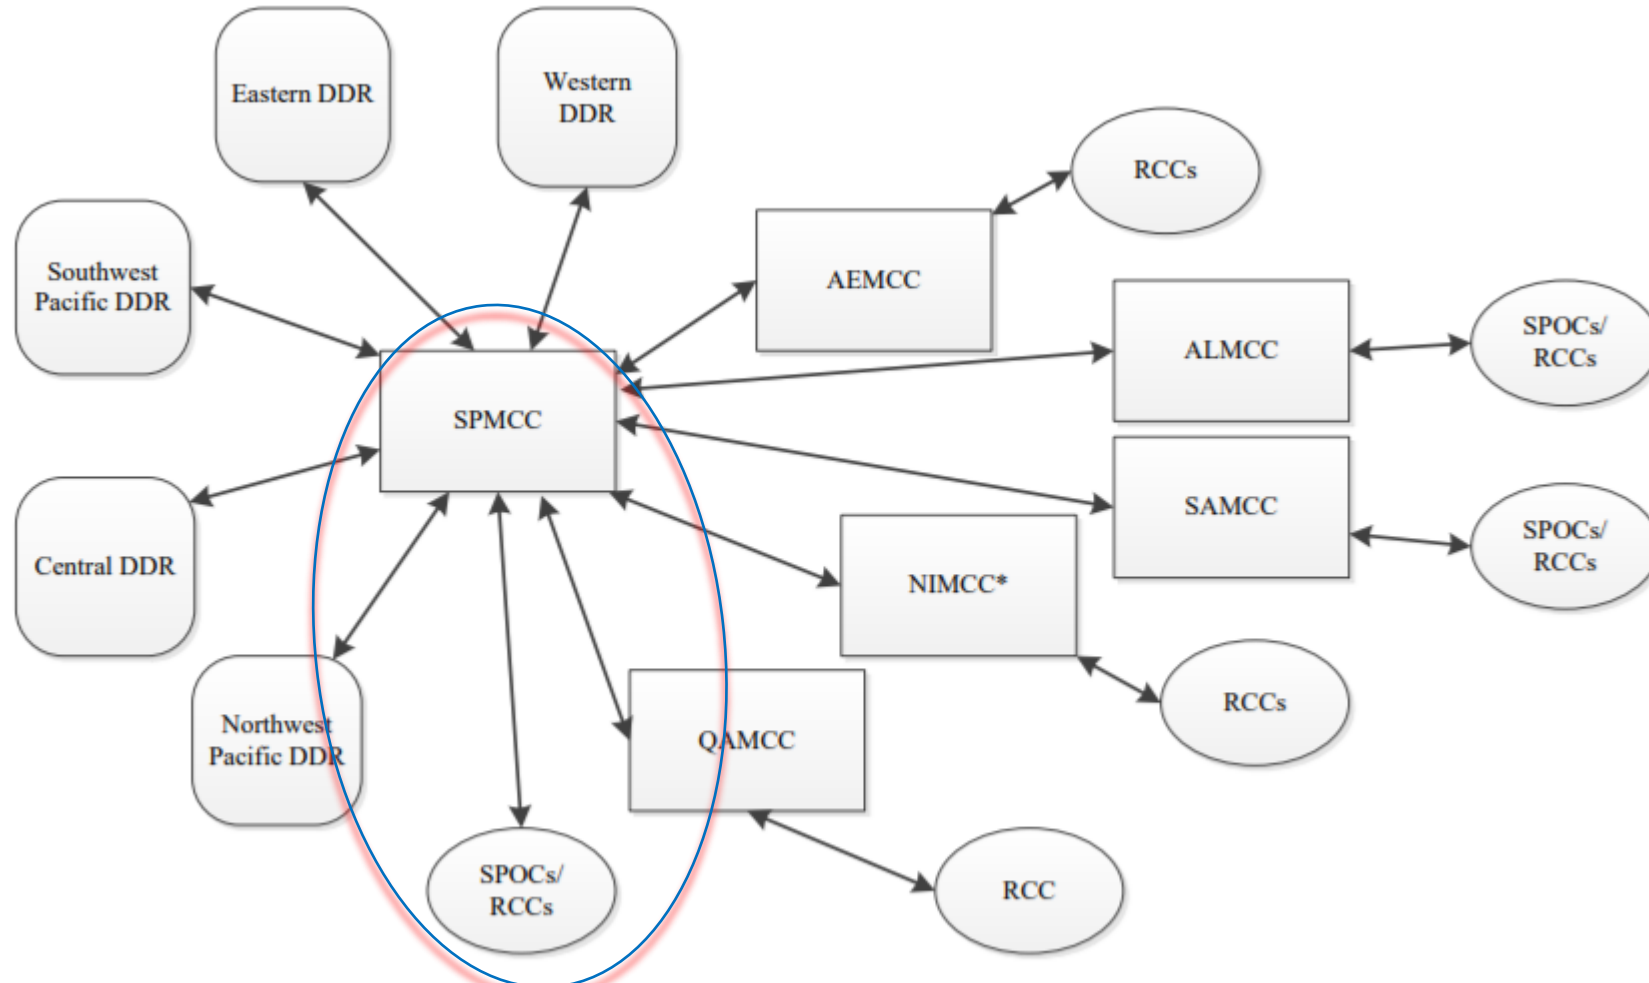 Eastern DDR
Western
DDR
RCCs
Southwest
Pacific DDR
AEMCC
ALMCC
SPOCs/
RCCs
SPMCC
SAMCC
SPOCs/
RCCs
Central DDR
NIMCC*
RCCs
Northwest
Pacific DDR
QAMCC
SPOCs/
RCCs
RCC